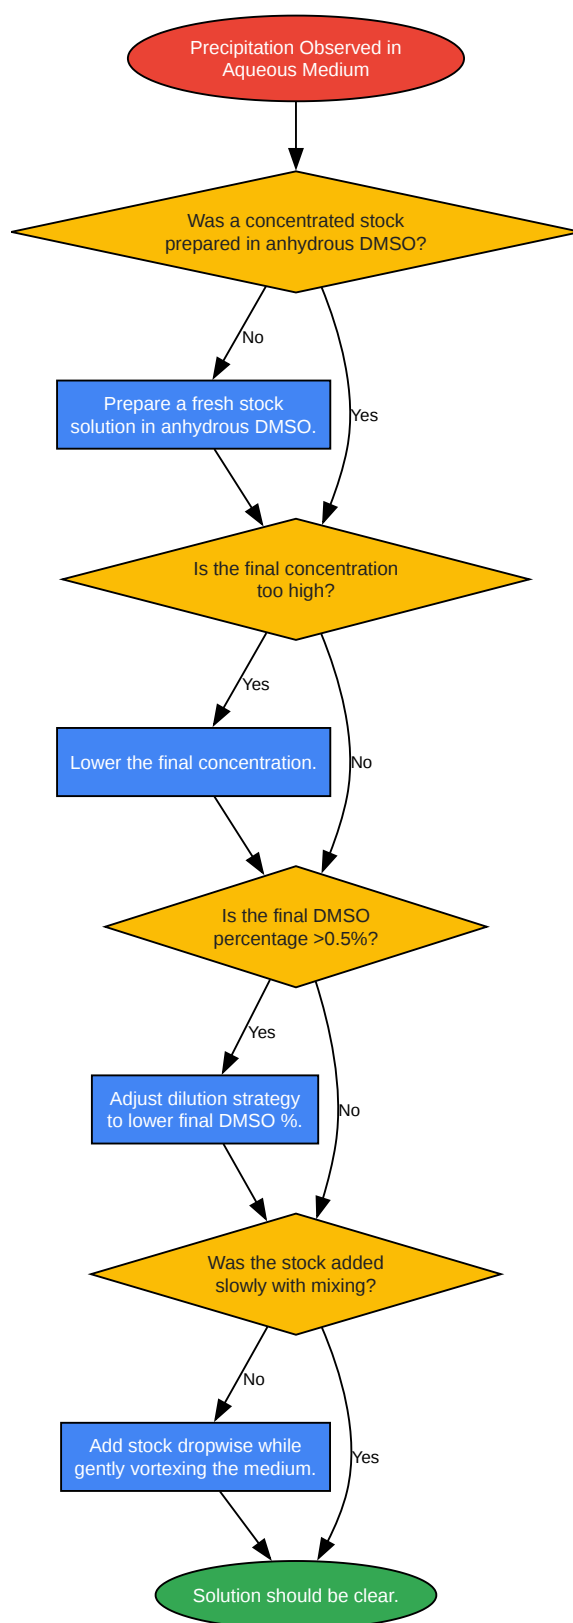 Precipitation Observed in
Aqueous Medium
Was a concentrated stock
prepared in anhydrous DMSO?
No
Prepare a fresh stock
solution in anhydrous DMSO.
Yes
Is the final concentration
too high?
Yes
Lower the final concentration.
No
Is the final DMSO
percentage >0.5%?
Yes
Adjust dilution strategy
to lower final DMSO %.
No
Was the stock added
slowly with mixing?
No
Add stock dropwise while
gently vortexing the medium.
Yes
Solution should be clear.